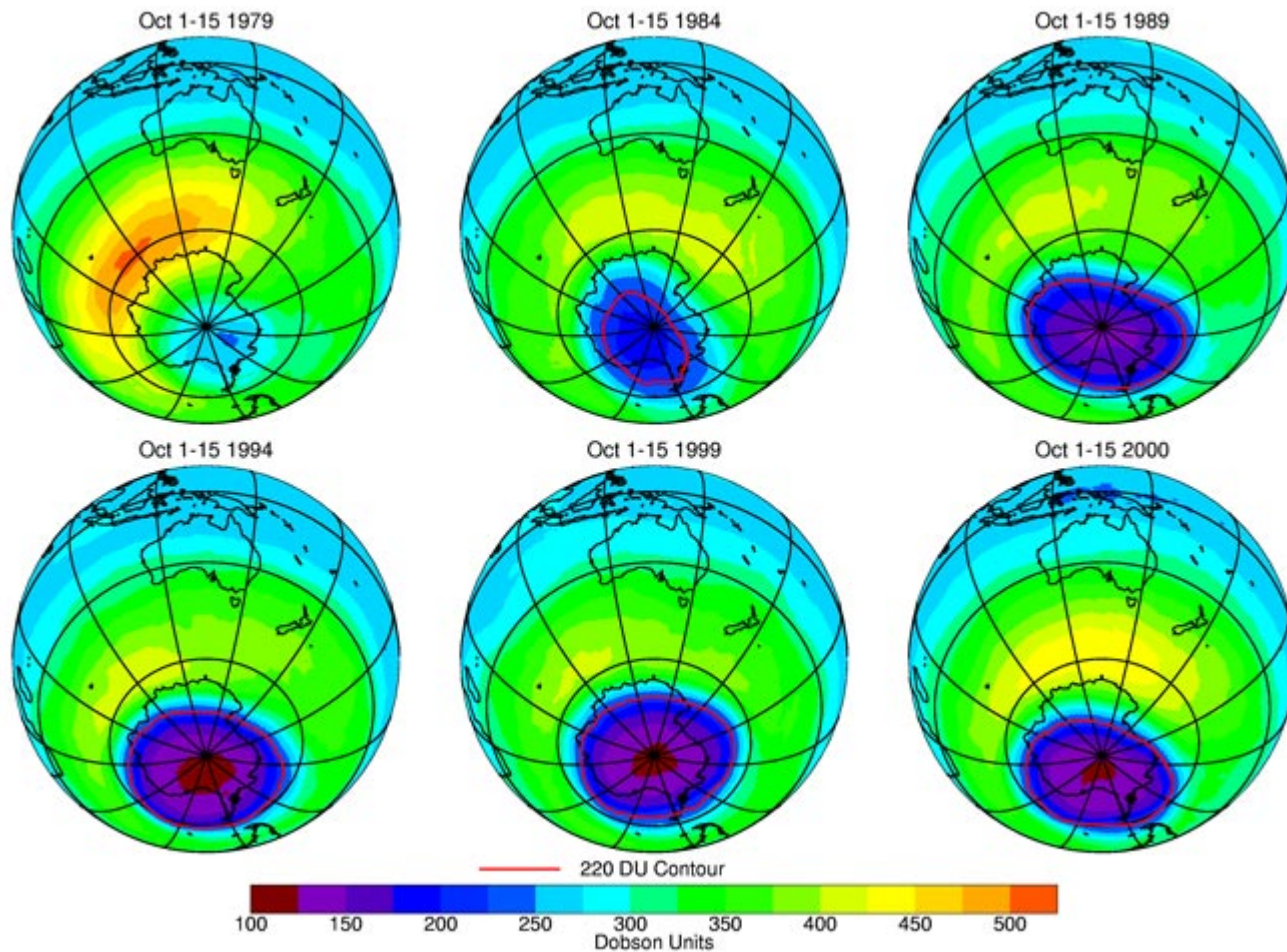 Oct 1-15 1979
Oct 1-15 1984
Oct 1-15 1989
Oct 1-15 1994
Oct 1-15 1999
Oct 1-15 2000
220 DU Contour
100 150 200 250 300 350 400 450 500
Dobson Units